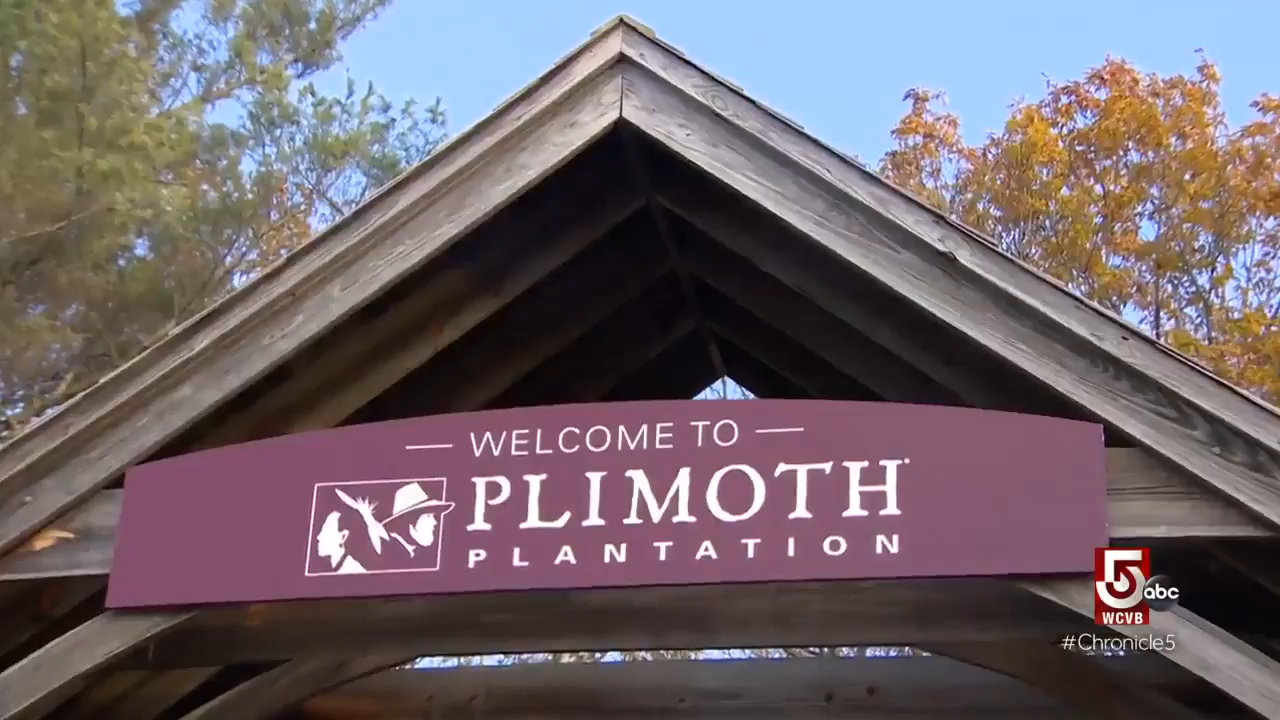 WELCOME TO
PLIMOTH
PLANTATION
5
abc
WCVB
#Chronicle5